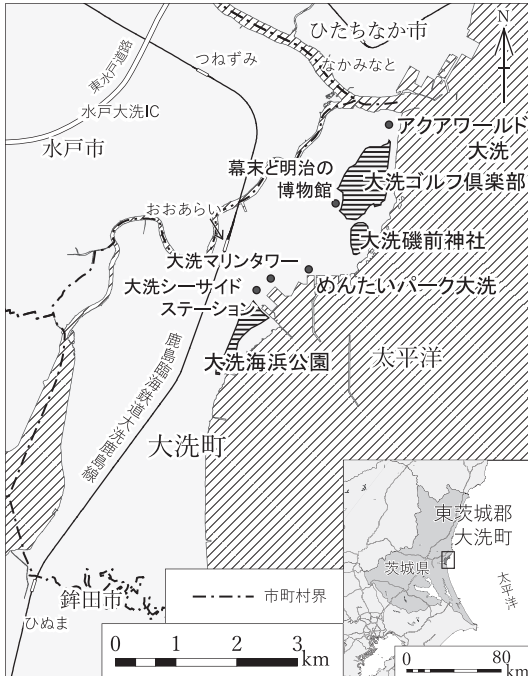 ひたちなか市
N
つねずみ
なかみなと
東水戸道路
水戸大洗IC
アクアワールド
大洗
水戸市
幕末と明治の
博物館
大洗ゴルフ倶楽部
おおあらい
大洗磯前神社
大洗マリンタワー
大洗シーサイド
ステーション
めんたいパーク大洗
大洗海浜公園
太平洋
鹿島臨海鉄道大洗鹿島線
大洗町
東茨城郡
大洗町
茨城県
太平洋
鉾田市
市町村界
ひぬま
0 1 2 3
km
0 80
km